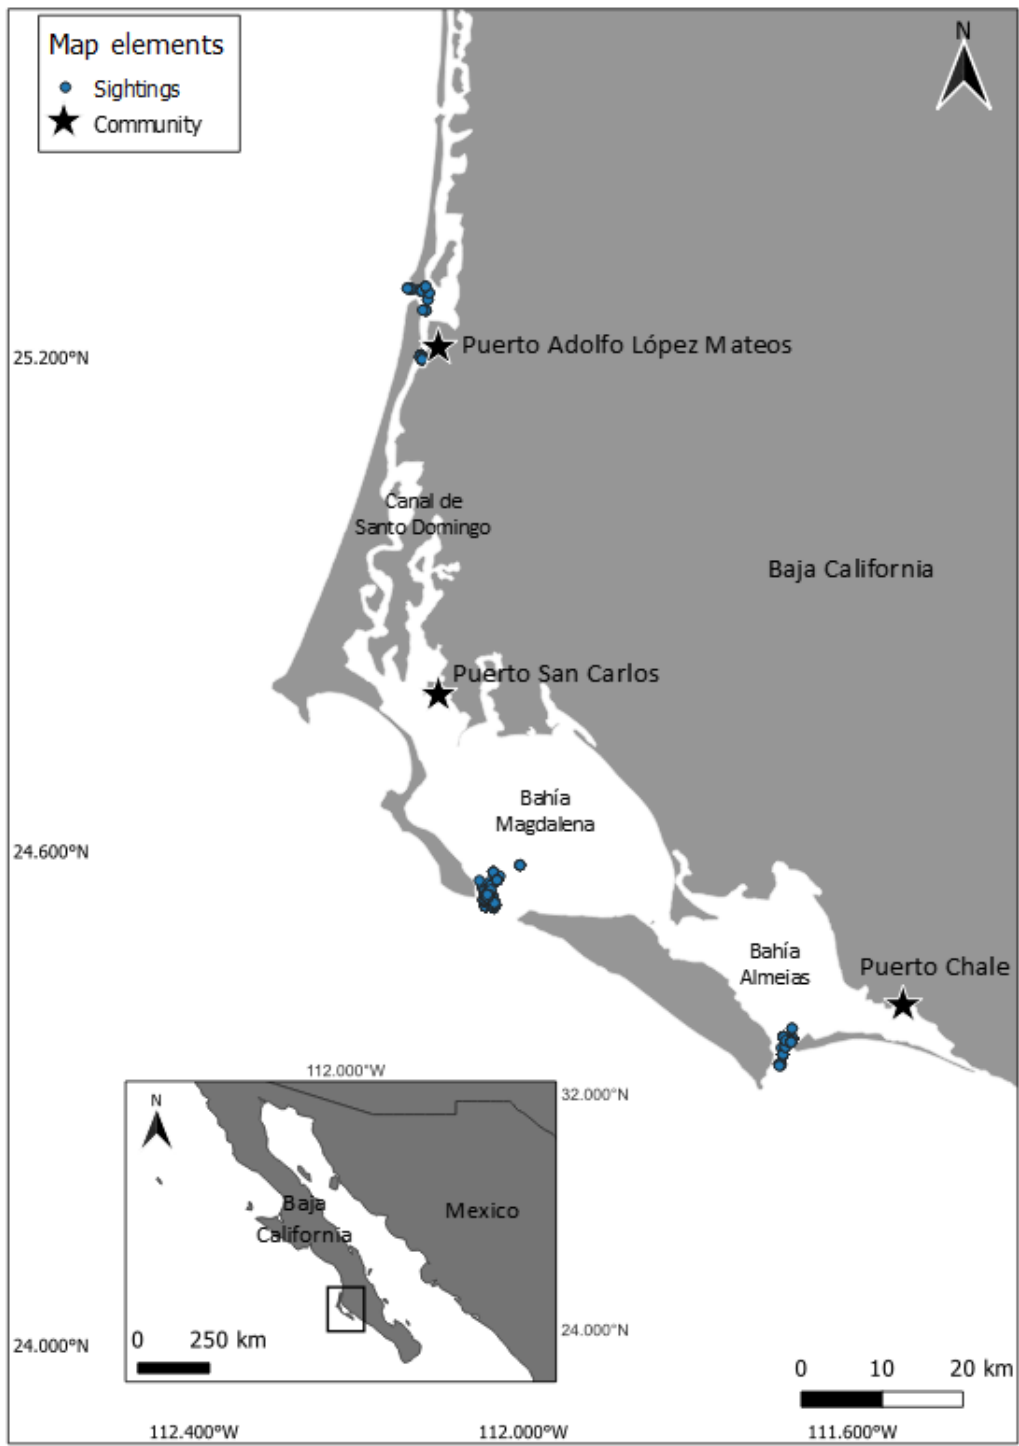 Map elements
Sightings
Community
N
Puerto Adolfo López Mateos
25.200°N
Canal de
Santo Domingo
Baja California
Puerto San Carlos
Bahía
Magdalena
24.600°N
Bahía
Almeias
Puerto Chale
112.000°W
32.000°N
N
Baja
California
Mexico
24.000°N
0 250 km
24.000°N
0 10 20 km
112.400°W 112.000°W 111.600°W